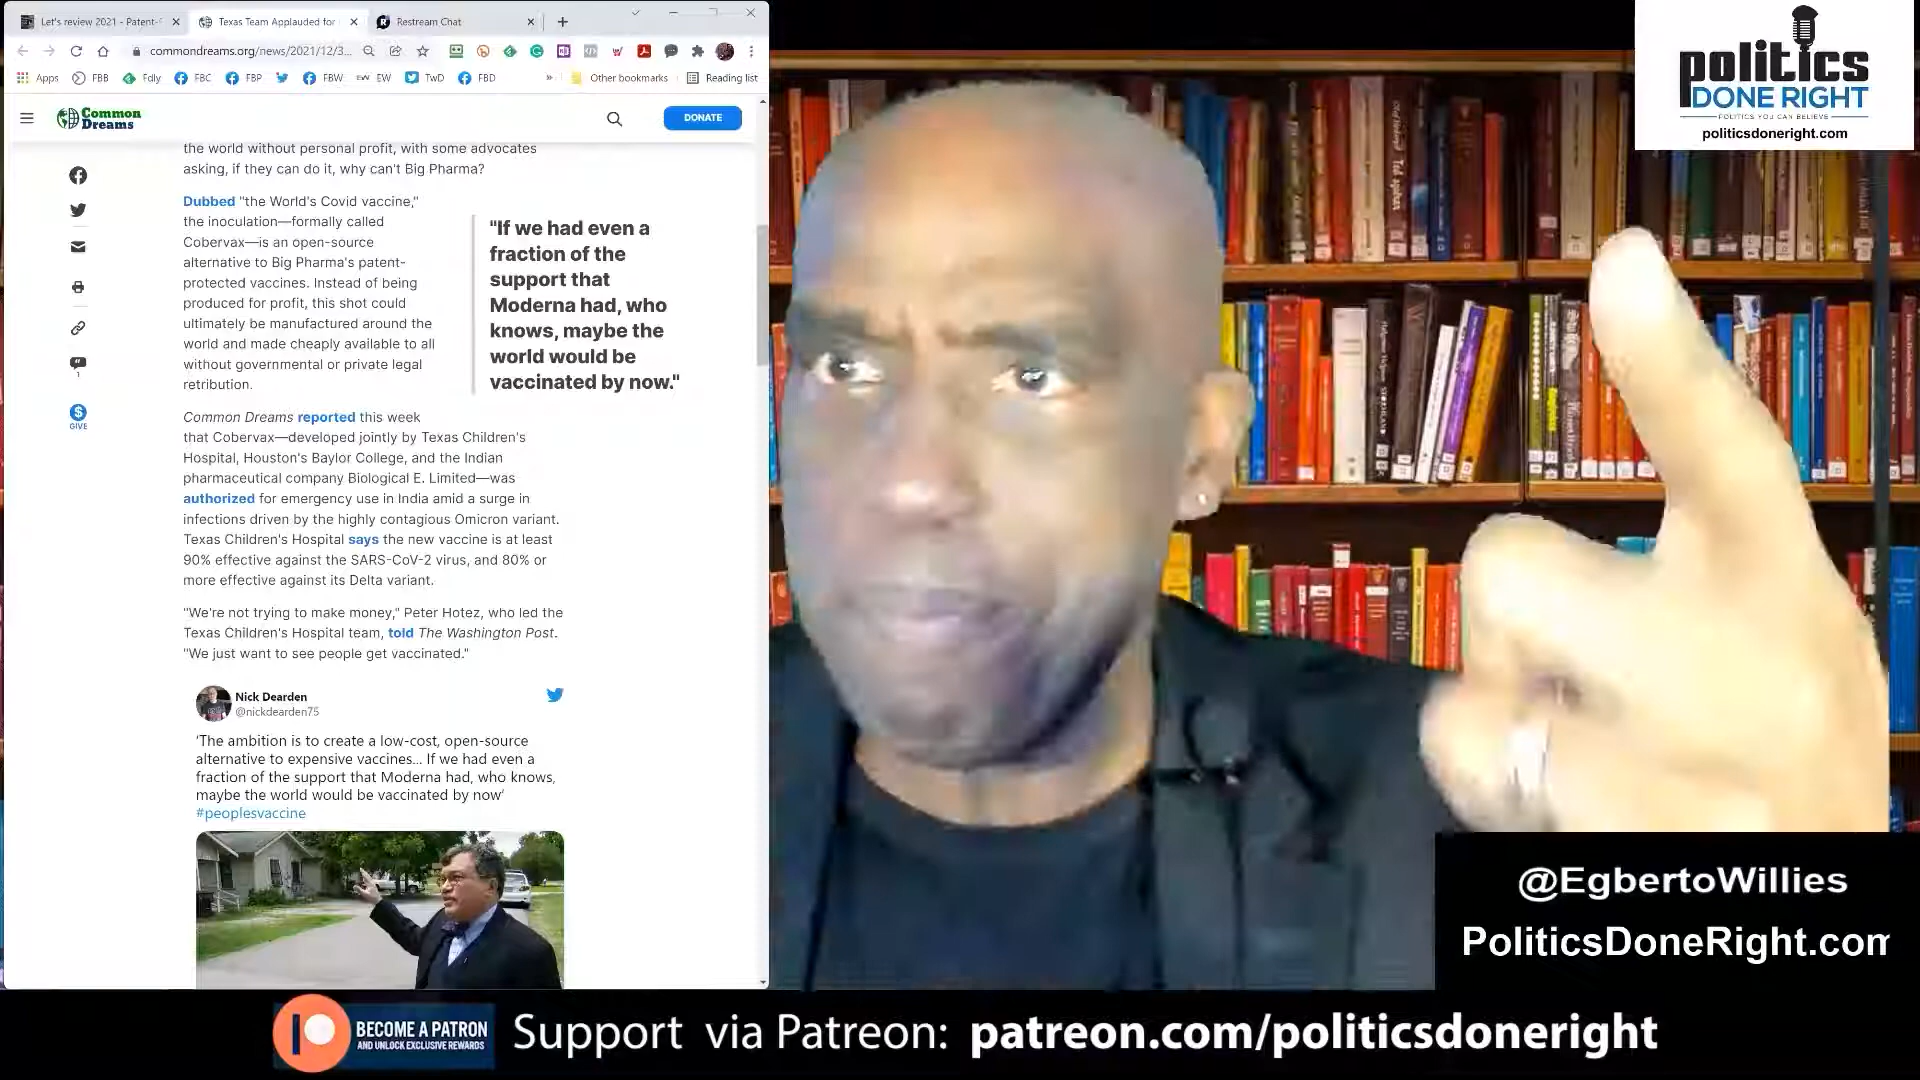 Let's review 2021 - Patent-
Texas Team Applauded for
Restream Chat
commondreams.org/news/2021/12/3...
Apps
FBB
Fdly
FBC
FBP
FBW
EW
TwD
FBD
Other bookmarks
Reading list
Common
Dreams
DONATE
the world without personal profit, with some advocates
asking, if they can do it, why can't Big Pharma?
Dubbed "the World's Covid vaccine,"
the inoculation—formally called
Cobervax—is an open-source
alternative to Big Pharma's patent-
protected vaccines. Instead of being
produced for profit, this shot could
ultimately be manufactured around the
world and made cheaply available to all
without governmental or private legal
retribution.
"If we had even a
fraction of the
support that
Moderna had, who
knows, maybe the
world would be
vaccinated by now."
1
GIVE
Common Dreams reported this week
that Cobervax—developed jointly by Texas Children's
Hospital, Houston's Baylor College, and the Indian
pharmaceutical company Biological E. Limited—was
authorized for emergency use in India amid a surge in
infections driven by the highly contagious Omicron variant.
Texas Children's Hospital says the new vaccine is at least
90% effective against the SARS-CoV-2 virus, and 80% or
more effective against its Delta variant.
"We're not trying to make money," Peter Hotez, who led the
Texas Children's Hospital team, told The Washington Post.
"We just want to see people get vaccinated."
Nick Dearden
@nickdearden75
'The ambition is to create a low-cost, open-source
alternative to expensive vaccines... If we had even a
fraction of the support that Moderna had, who knows,
maybe the world would be vaccinated by now'
#peoplesvaccine
politics
DONE RIGHT
POLITICS YOU CAN BELIEVE
politicsdoneright.com
@EgbertoWillies
PoliticsDoneRight.com
BECOME A PATRON
AND UNLOCK EXCLUSIVE REWARDS
Support via Patreon: patreon.com/politicsdoneright